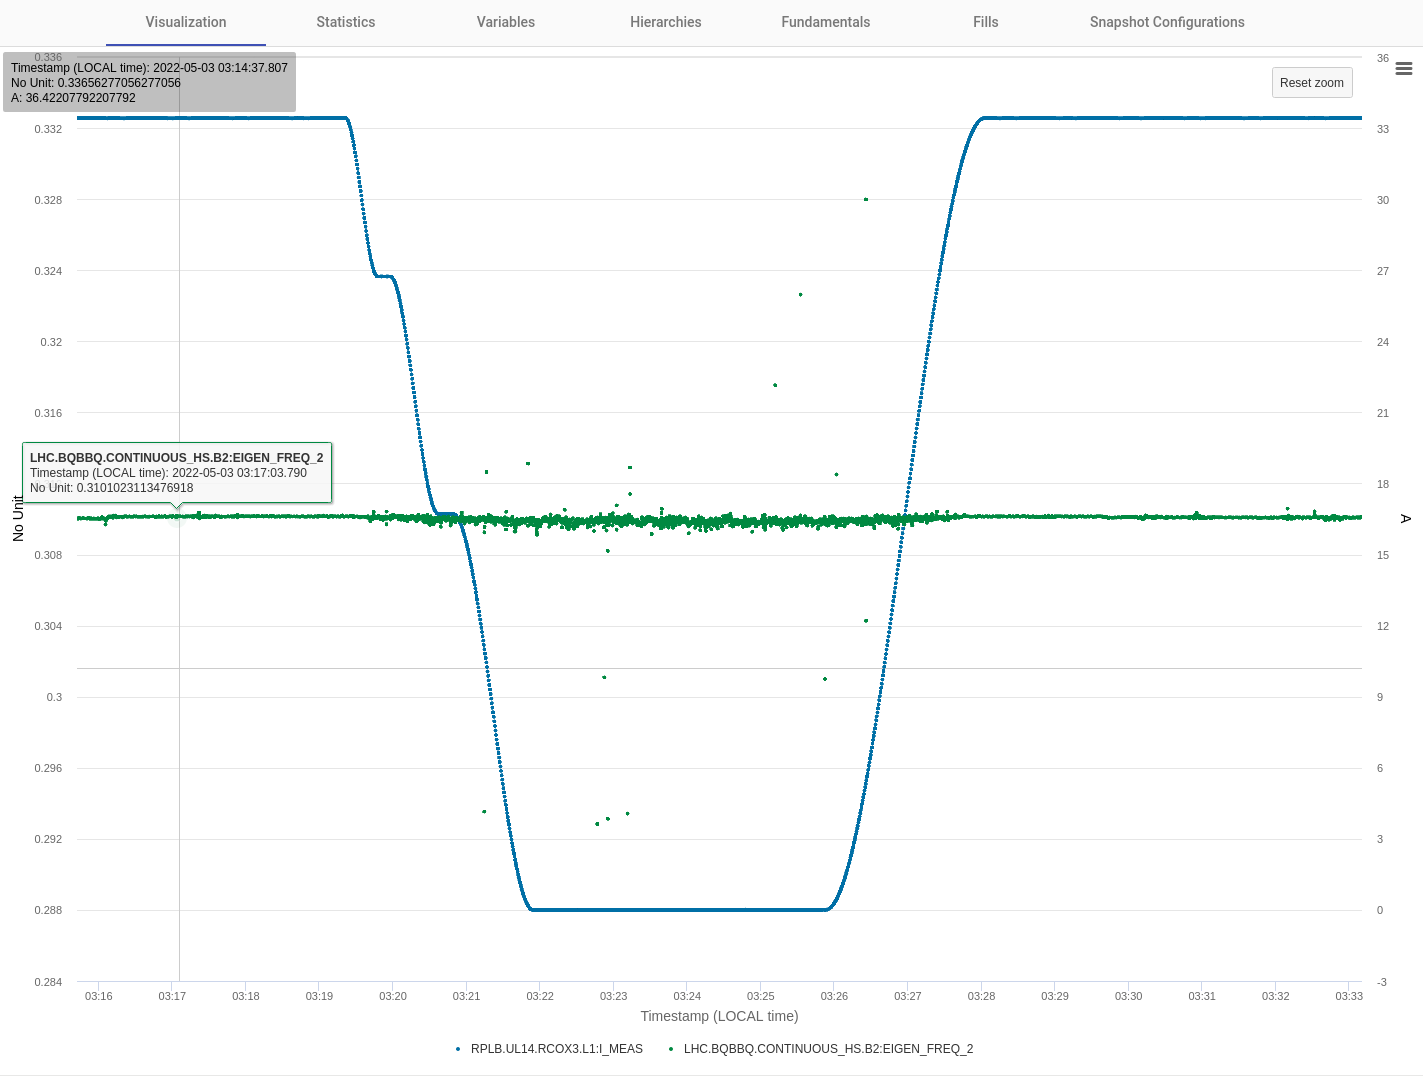 Visualization Statistics Variables Hierarchies Fundamentals Fills Snapshot Configurations
0.336
Timestamp (LOCAL time): 2022-05-03 03:14:37.807
No Unit: 0.33656277056277056
A: 36.42207792207792
36
Reset zoom
0.332 33
0.328 30
0.324 27
0.32 24
0.316 21
18
LHC.BQBBQ.CONTINUOUS_HS.B2:EIGEN_FREQ_2
Timestamp (LOCAL time): 2022-05-03 03:17:03.790
No Unit: 0.3101023113476918
No Unit
A
0.308 15
0.304 12
0.3 9
0.296 6
0.292 3
0.288 0
0.284 -3
03:16 03:17 03:18 03:19 03:20 03:21 03:22 03:23 03:24 03:25 03:26 03:27 03:28 03:29 03:30 03:31 03:32 03:33
Timestamp (LOCAL time)
RPLB.UL14.RCOX3.L1:I_MEAS LHC.BQBBQ.CONTINUOUS_HS.B2:EIGEN_FREQ_2